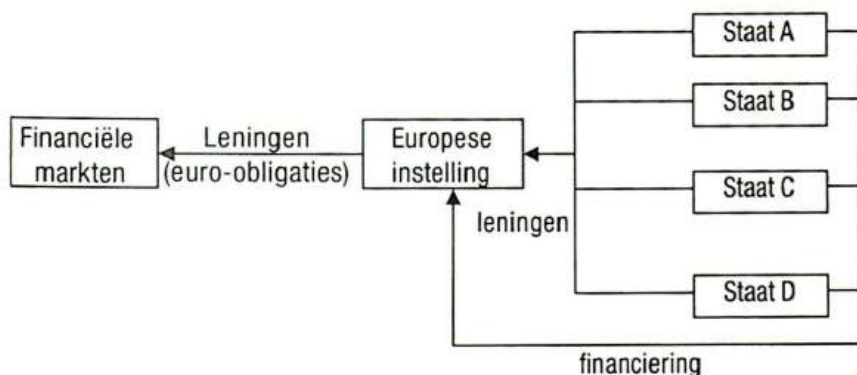 Staat A
Staat B
Financiële
markten
Leningen
(euro-obligaties)
Europese
instelling
leningen
Staat C
Staat D
financiering